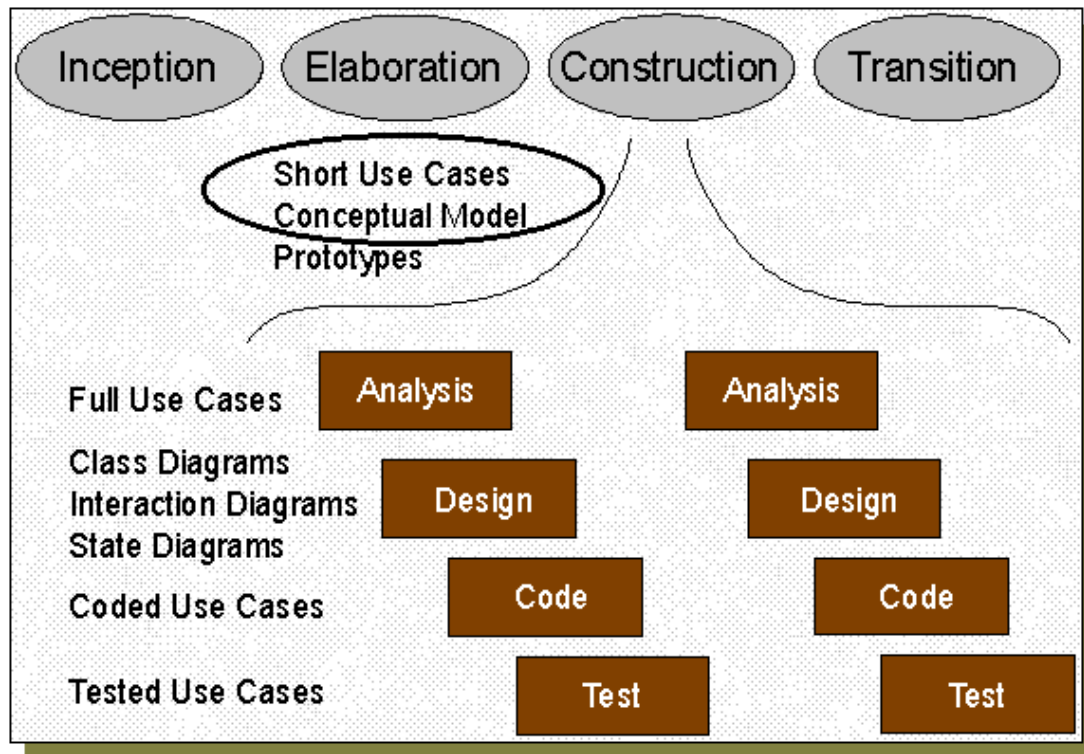 Inception Elaboration Construction Transition
Short Use Cases
Conceptual Model
Prototypes
Full Use Cases Analysis Analysis
Class Diagrams
Interaction Diagrams Design Design
State Diagrams
Coded Use Cases Code Code
Tested Use Cases Test Test